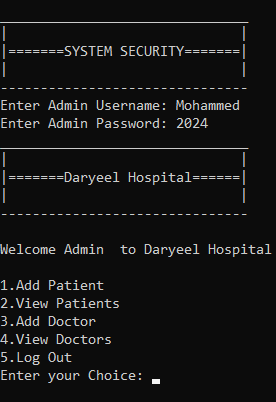 |=======SYSTEM SECURITY=======|
Enter Admin Username: Mohammed
Enter Admin Password: 2024
|=======Daryeel Hospital======|
Welcome Admin  to Daryeel Hospital
1.Add Patient
2.View Patients
3.Add Doctor
4.View Doctors
5.Log Out
Enter your Choice: